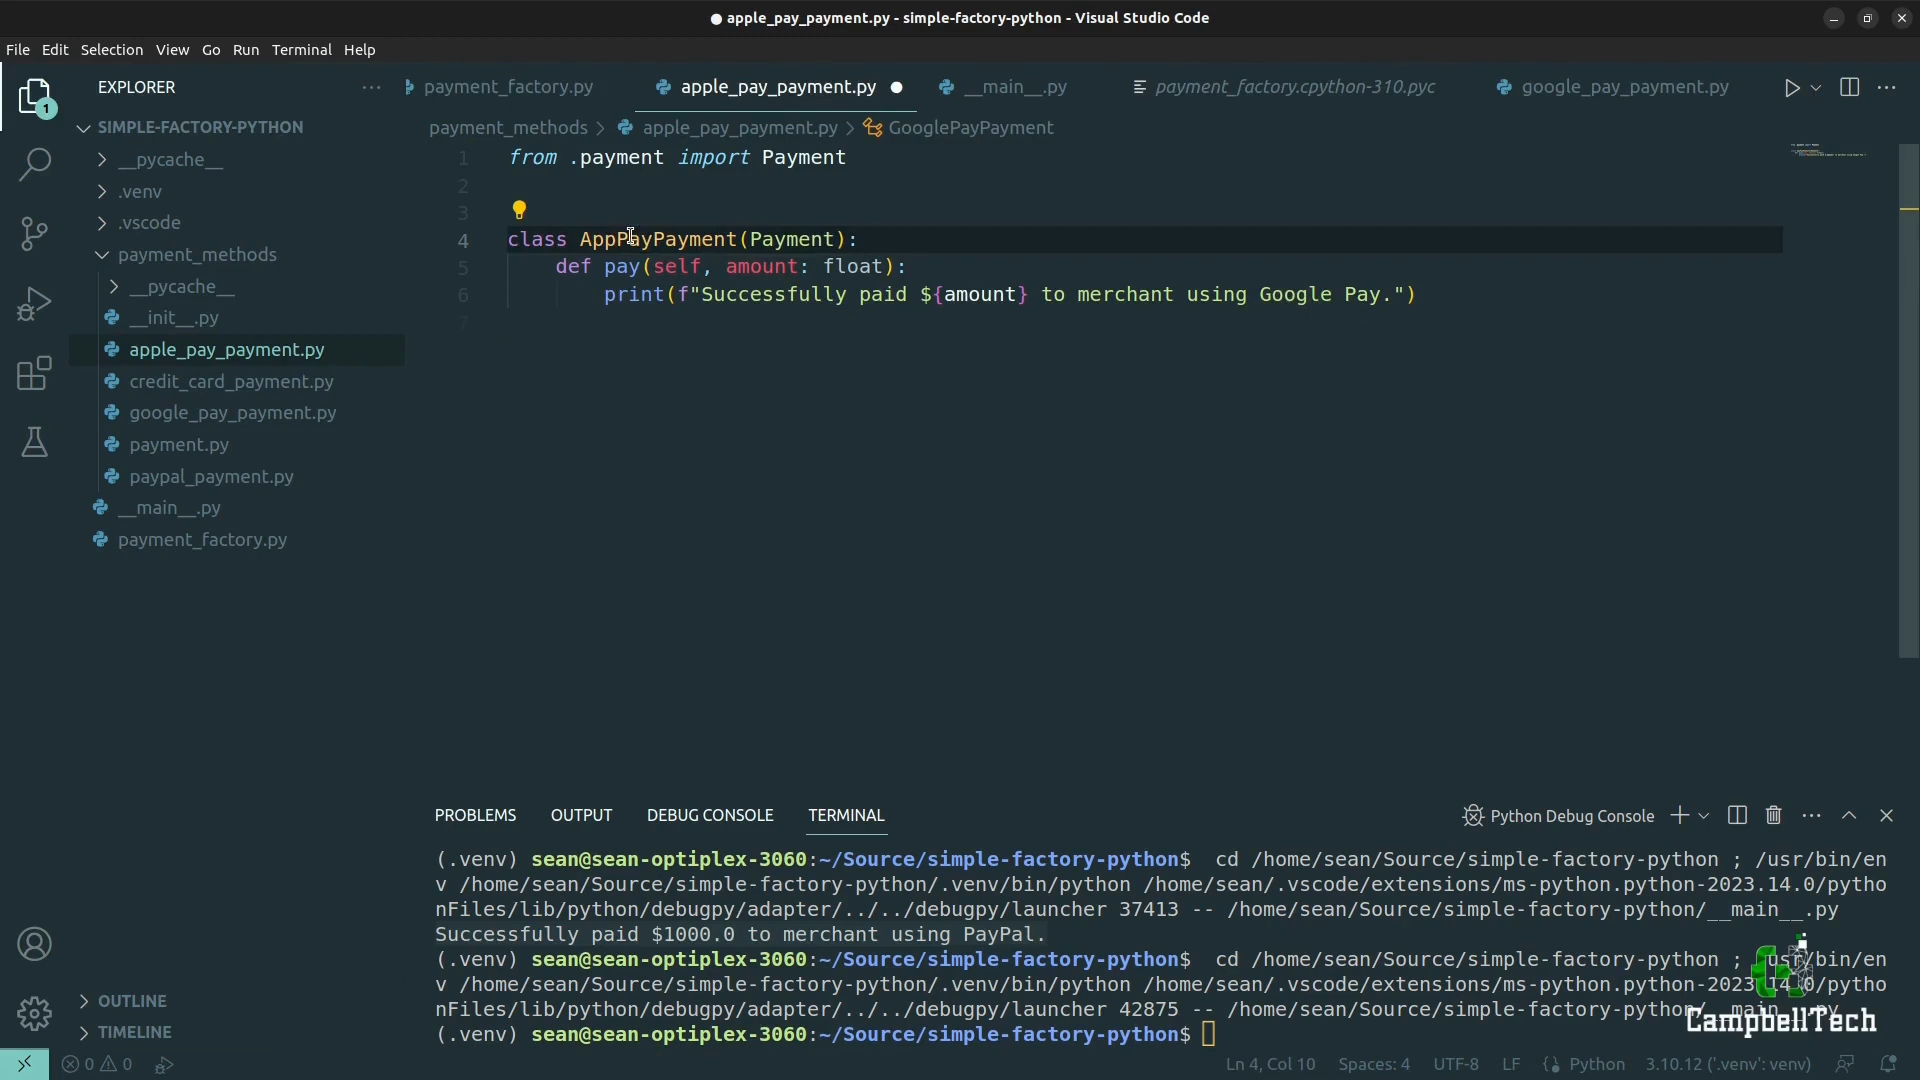 apple_pay_payment.py - simple-factory-python - Visual Studio Code
File Edit Selection View Go Run Terminal Help
EXPLORER
payment_factory.py
apple_pay_payment.py
__main__.py
payment_factory.cpython-310.pyc
google_pay_payment.py
1
SIMPLE-FACTORY-PYTHON
payment_methods > apple_pay_payment.py > GooglePayPayment
__pycache__
.venv
.vscode
payment_methods
__pycache__
__init__.py
apple_pay_payment.py
credit_card_payment.py
google_pay_payment.py
payment.py
paypal_payment.py
__main__.py
payment_factory.py
OUTLINE
TIMELINE
1 from .payment import Payment
2
3
4 class AppPayPayment(Payment):
5 def pay(self, amount: float):
6 print(f"Successfully paid ${amount} to merchant using Google Pay.")
7
PROBLEMS OUTPUT DEBUG CONSOLE TERMINAL
Python Debug Console
(.venv) sean@sean-optiplex-3060:~/Source/simple-factory-python$ cd /home/sean/Source/simple-factory-python ; /usr/bin/en
v /home/sean/Source/simple-factory-python/.venv/bin/python /home/sean/.vscode/extensions/ms-python.python-2023.14.0/pytho
nFiles/lib/python/debugpy/adapter/../../debugpy/launcher 37413 -- /home/sean/Source/simple-factory-python/__main__.py
Successfully paid $1000.0 to merchant using PayPal.
(.venv) sean@sean-optiplex-3060:~/Source/simple-factory-python$ cd /home/sean/Source/simple-factory-python ; /usr/bin/en
v /home/sean/Source/simple-factory-python/.venv/bin/python /home/sean/.vscode/extensions/ms-python.python-2023.14.0/pytho
nFiles/lib/python/debugpy/adapter/../../debugpy/launcher 42875 -- /home/sean/Source/simple-factory-python/__main__.py
(.venv) sean@sean-optiplex-3060:~/Source/simple-factory-python$
CampbellTech
0 0
Ln 4, Col 10
Spaces: 4
UTF-8
LF
Python
3.10.12 ('.venv': venv)